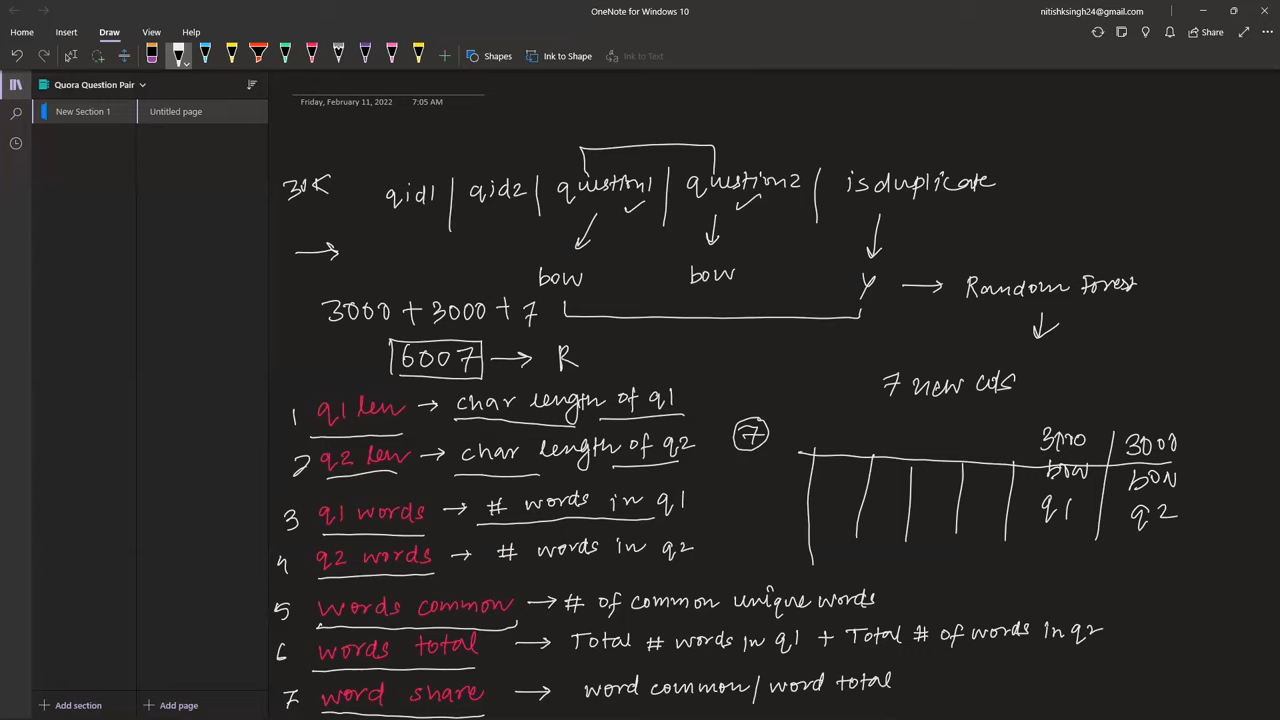 OneNote for Windows 10
nitishksingh24@gmail.com
Home Insert Draw View Help
Share
Shapes Ink to Shape Ink to Text
Quora Question Pair
New Section 1
Untitled page
Friday, February 11, 2022 7:05 AM
30K qid1 | qid2 | question1 | question2 | isduplicate
bow bow Y → Random Forest
3000 + 3000 + 7
6007 → R
7 new cols
1 q1 len → char length of q1
2 q2 len → char length of q2
7
3000 3000
bow bow
q1 q2
3 q1 words → # words in q1
4 q2 words → # words in q2
5 words common → # of common unique words
6 words total → Total # words in q1 + Total # of words in q2
7 word share → word common/word total
Add section Add page